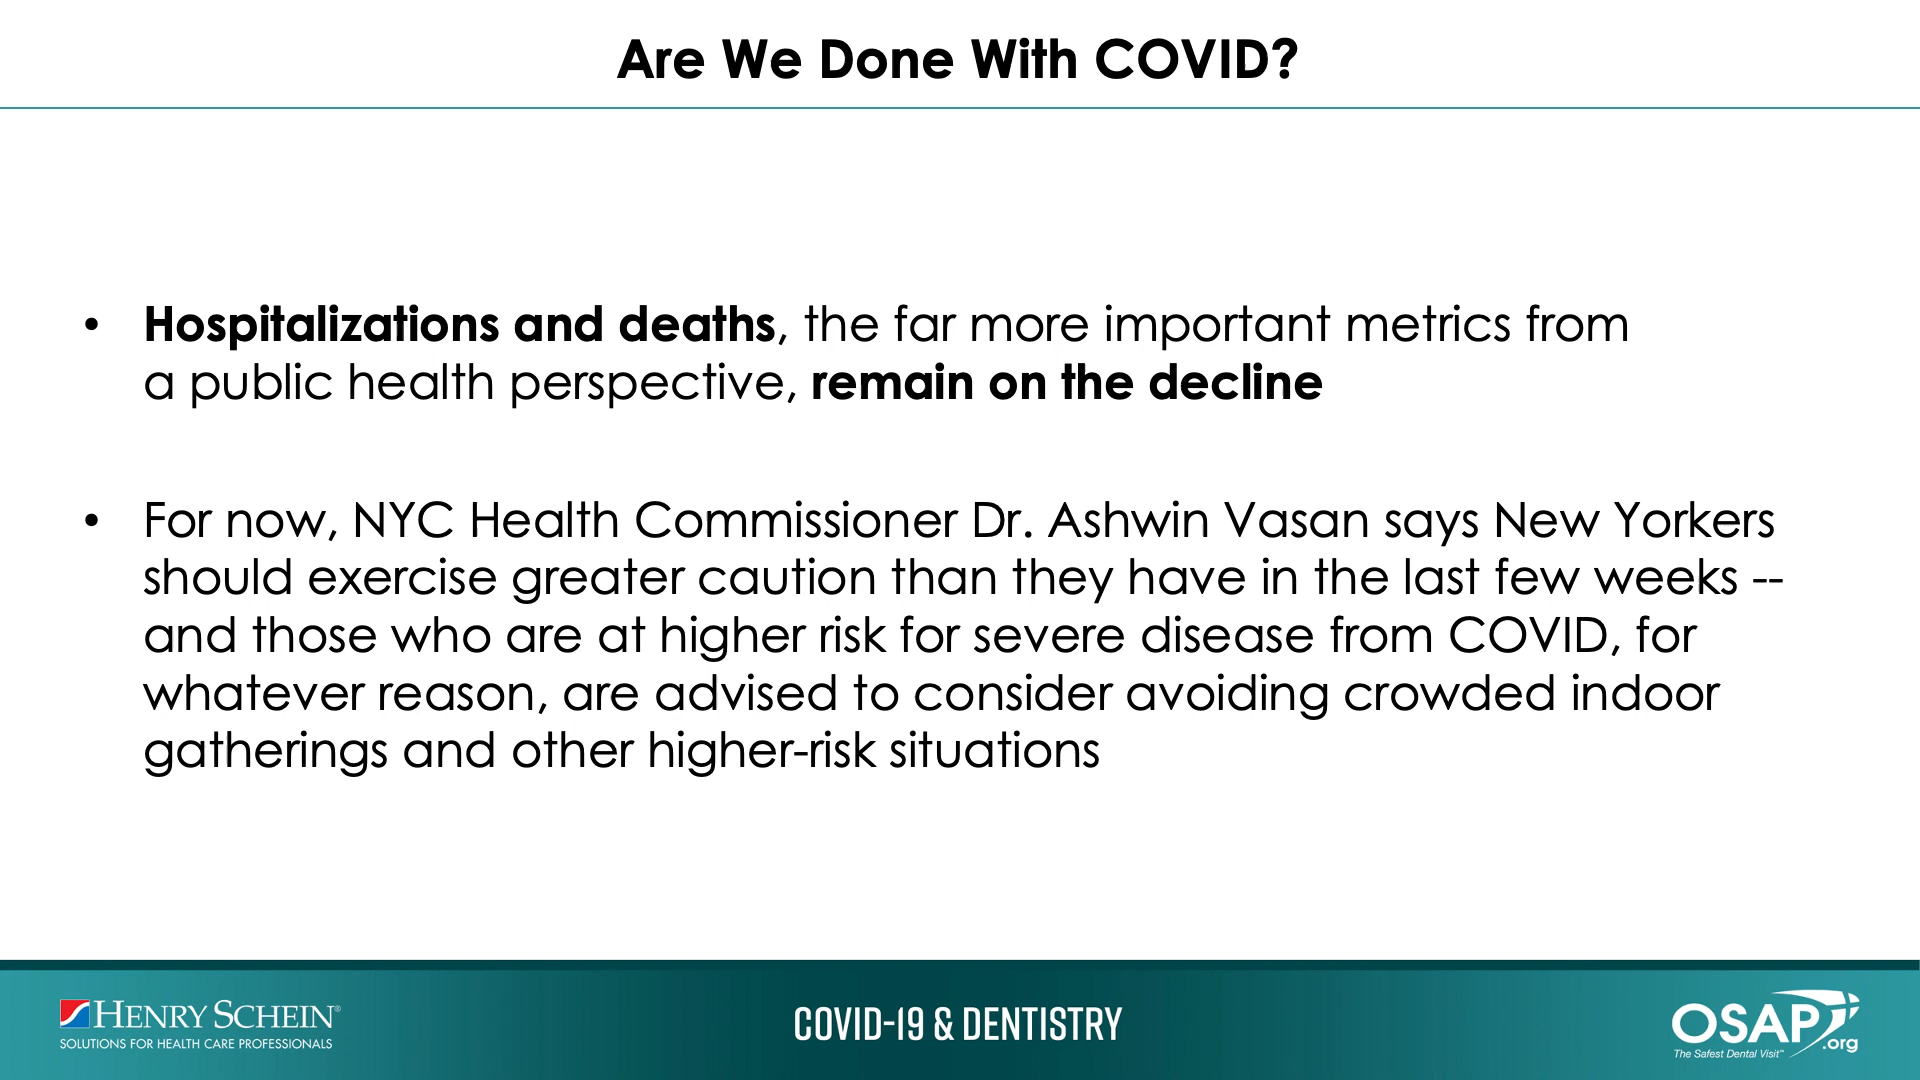 Are We Done With COVID?
• Hospitalizations and deaths, the far more important metrics from
a public health perspective, remain on the decline
• For now, NYC Health Commissioner Dr. Ashwin Vasan says New Yorkers
should exercise greater caution than they have in the last few weeks --
and those who are at higher risk for severe disease from COVID, for
whatever reason, are advised to consider avoiding crowded indoor
gatherings and other higher-risk situations
HENRY SCHEIN®
SOLUTIONS FOR HEALTH CARE PROFESSIONALS
COVID-19 & DENTISTRY
OSAP
.org
The Safest Dental Visit™